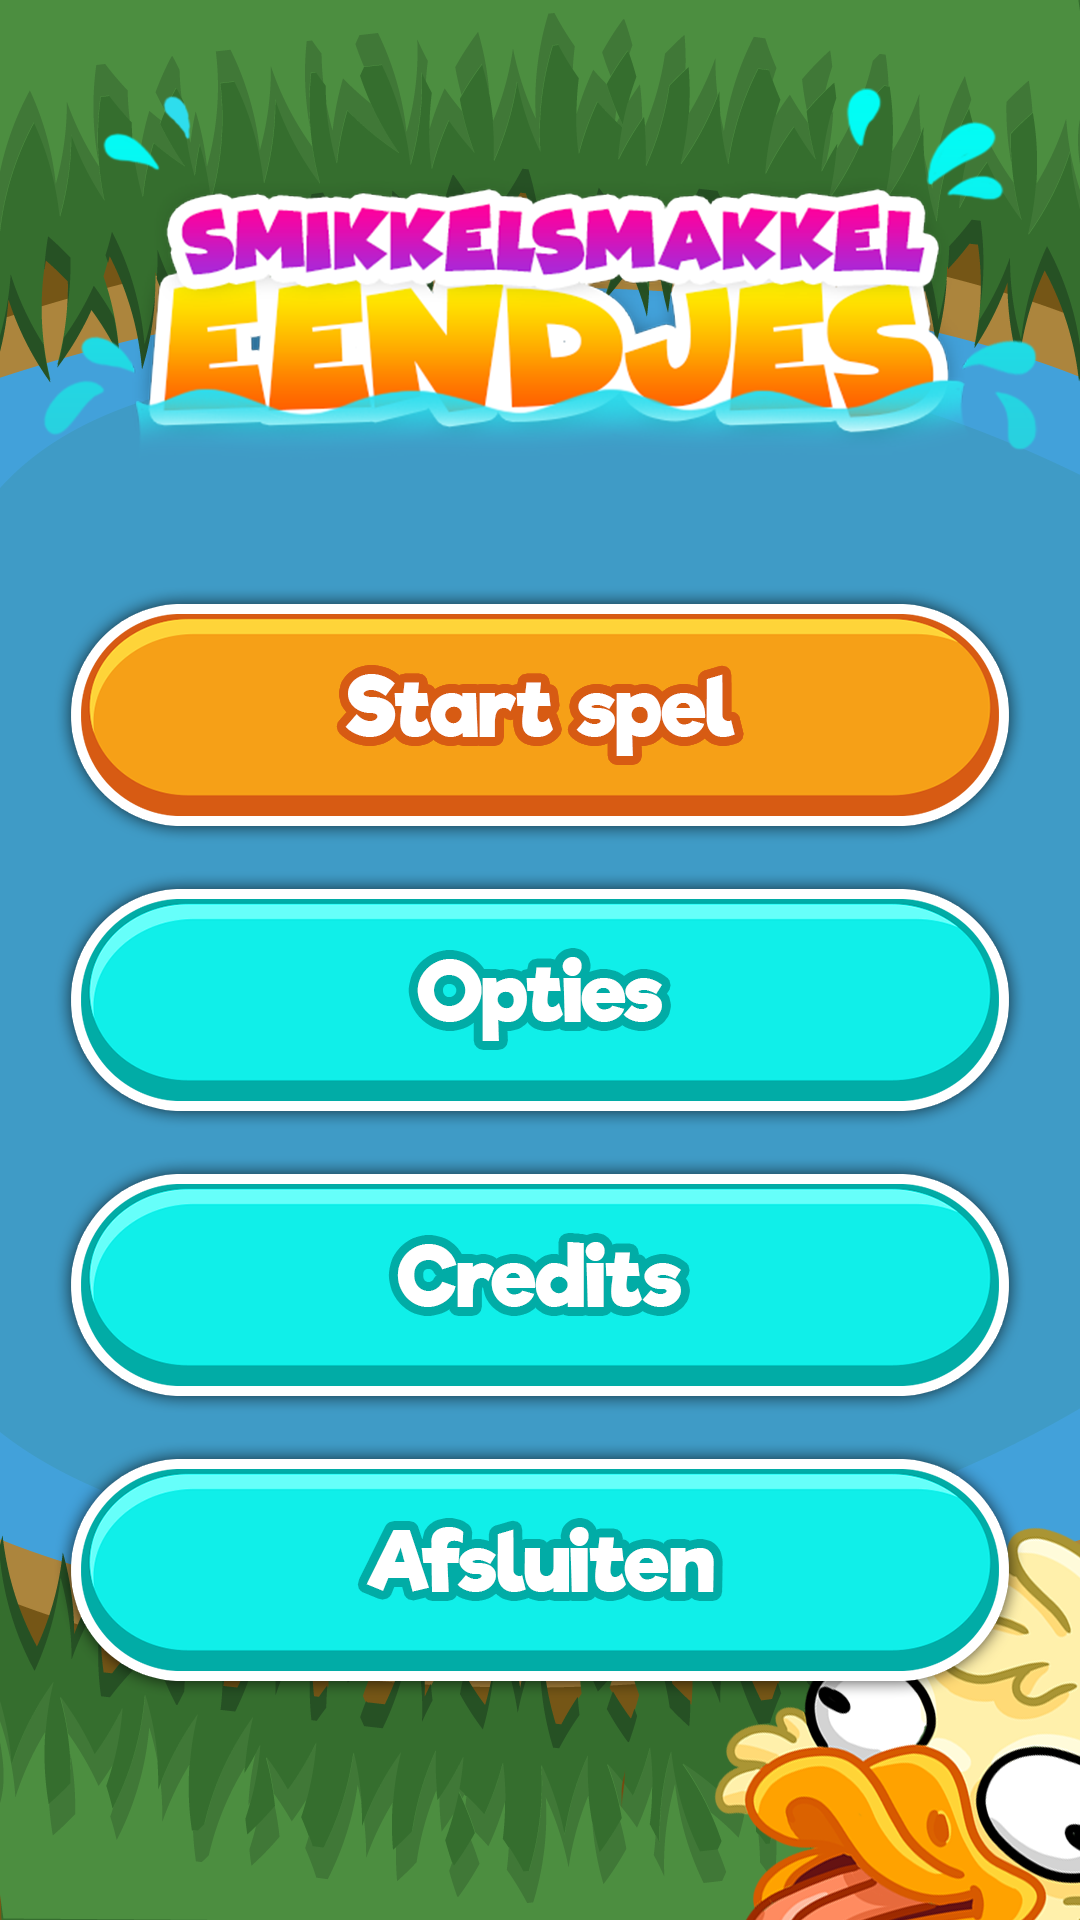 SMIKKELSMAKKEL
EENDJES
Start spel
Opties
Credits
Afsluiten